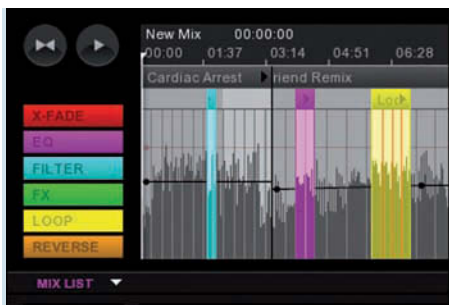 New Mix 00:00:00
00:00 01:37 03:14 04:51 06:28
Cardiac Arrest riend Remix
Loo
X-FADE
EQ
FILTER
FX
LOOP
REVERSE
MIX LIST